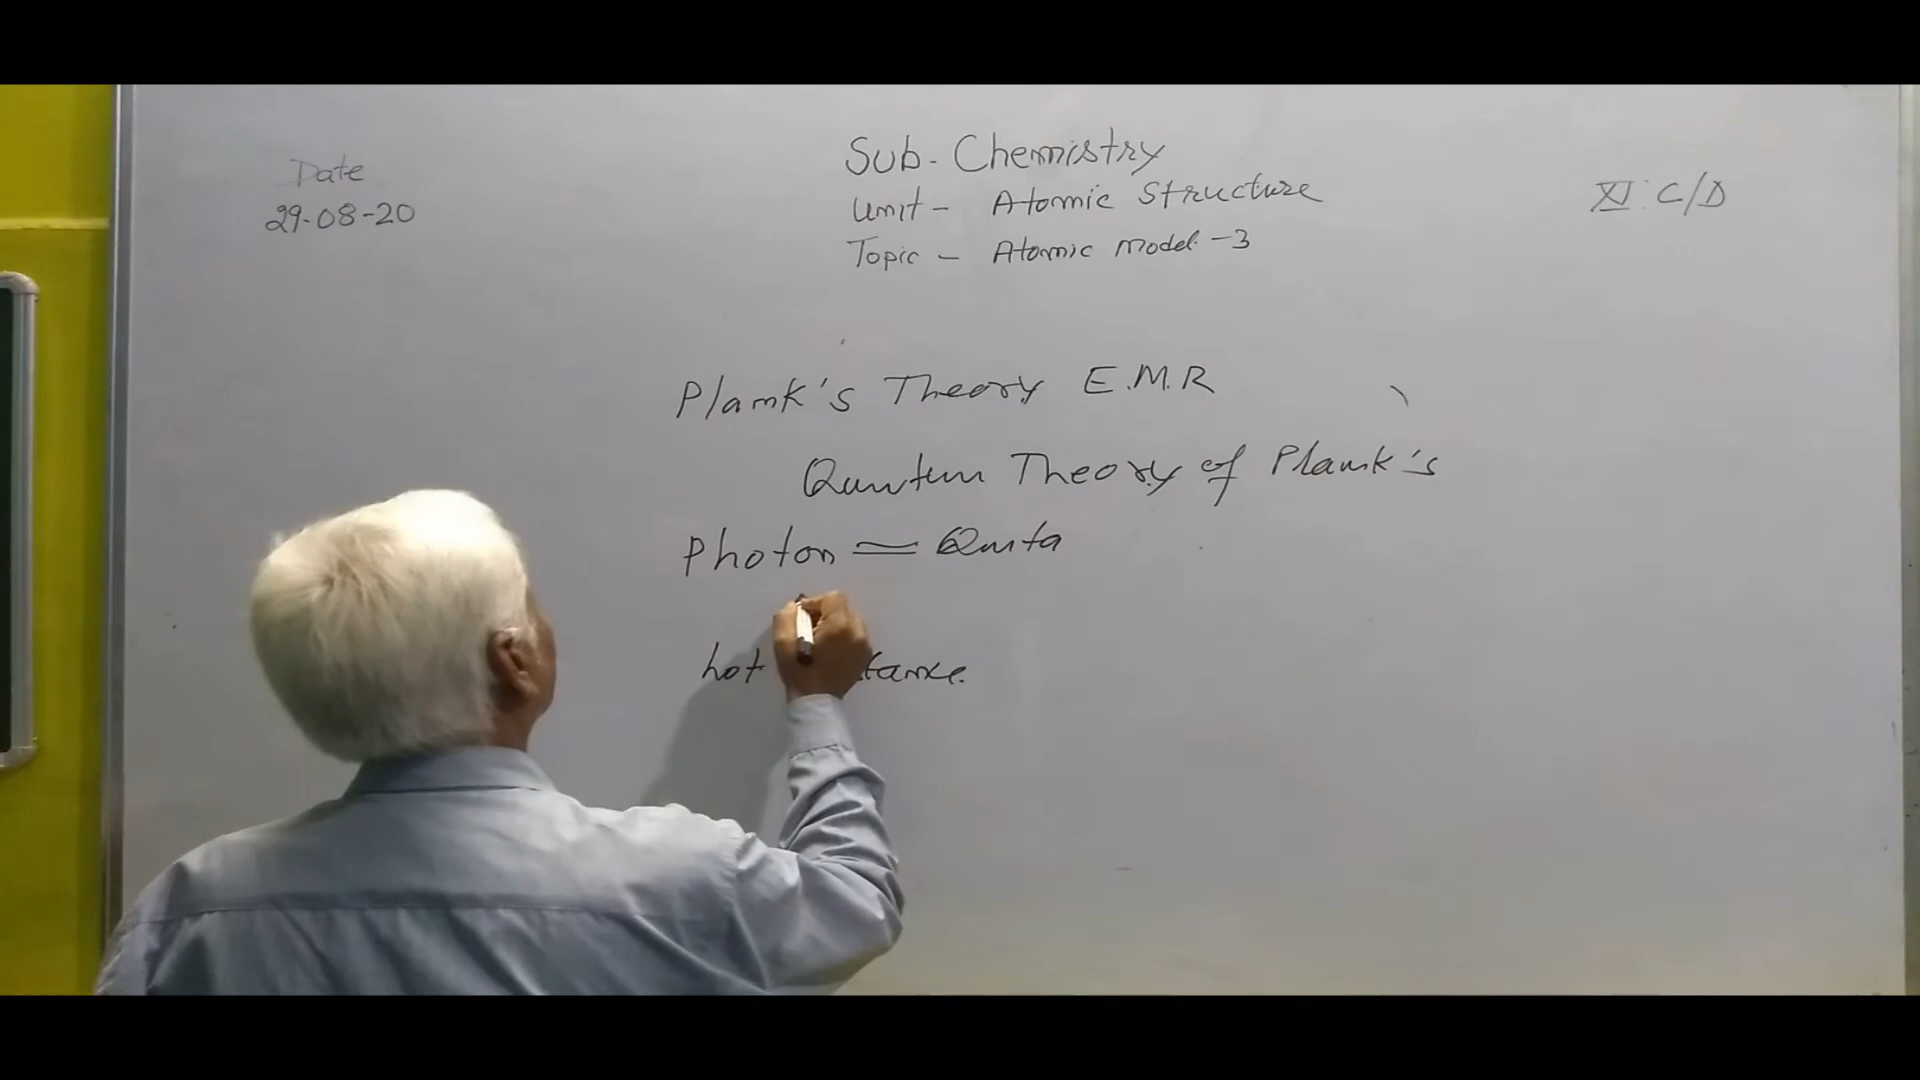 Date
29-08-20
Sub- Chemistry
Unit - Atomic Structure
Topic - Atomic Model -3
XI C/D
Plank's Theory E.M.R
Quntum Theory of Plank's
Photon = Qunta
hot